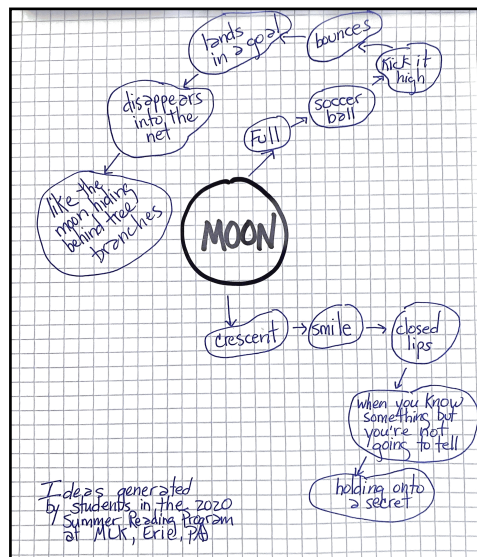 MOON
Full
soccer
ball
kick it
high
bounces
lands
in a goal
disappears
into the
net
like the
moon hiding
behind tree
branches
crescent
smile
closed
lips
when you know
something but
you're not
going to tell
holding onto
a secret
Ideas generated
by students in the 2020
Summer Reading Program
at MLK, Erie, PA